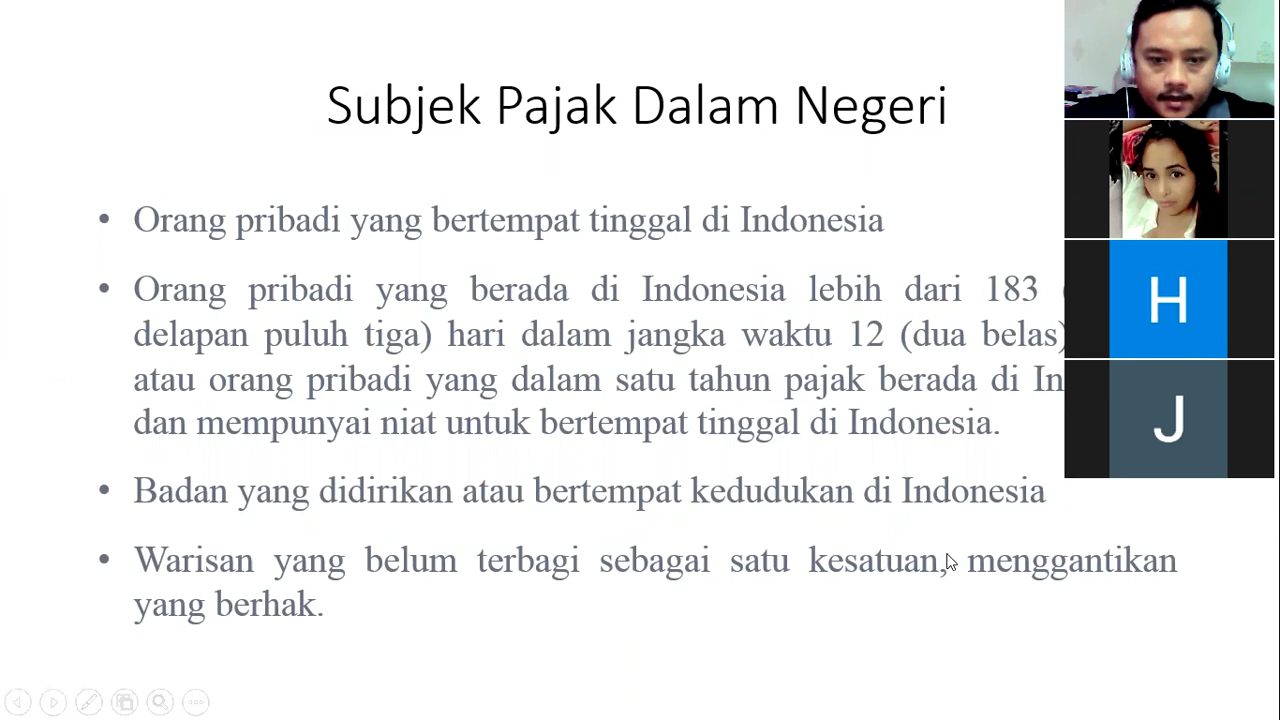 Subjek Pajak Dalam Negeri
• Orang pribadi yang bertempat tinggal di Indonesia
• Orang pribadi yang berada di Indonesia lebih dari 183
delapan puluh tiga) hari dalam jangka waktu 12 (dua belas)
atau orang pribadi yang dalam satu tahun pajak berada di In
dan mempunyai niat untuk bertempat tinggal di Indonesia.
• Badan yang didirikan atau bertempat kedudukan di Indonesia
• Warisan yang belum terbagi sebagai satu kesatuan, menggantikan
yang berhak.
H
J